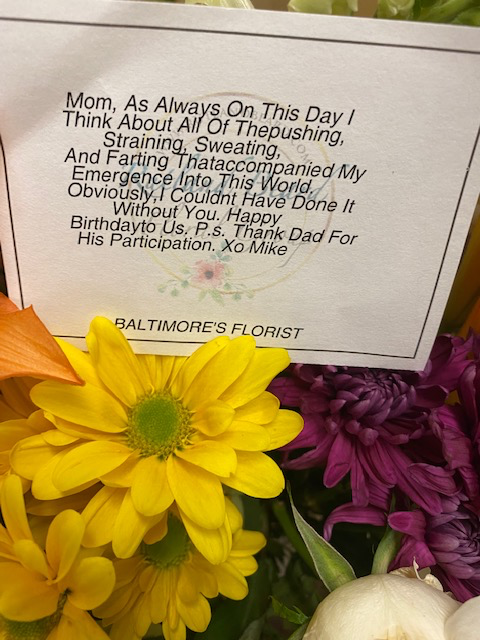 Mom, As Always On This Day I
Think About All Of Thepushing,
Straining, Sweating,
And Farting Thataccompanied My
Emergence Into This World,
Obviously,I Couldnt Have Done It
Without You. Happy
Birthdayto Us. P.s. Thank Dad For
His Participation. Xo Mike
BALTIMORE'S FLORIST